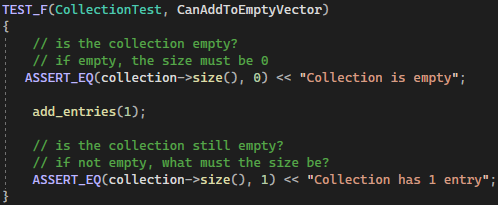 TEST_F(CollectionTest, CanAddToEmptyVector)
{
// is the collection empty?
// if empty, the size must be 0
ASSERT_EQ(collection->size(), 0) << "Collection is empty";
add_entries(1);
// is the collection still empty?
// if not empty, what must the size be?
ASSERT_EQ(collection->size(), 1) << "Collection has 1 entry";
}